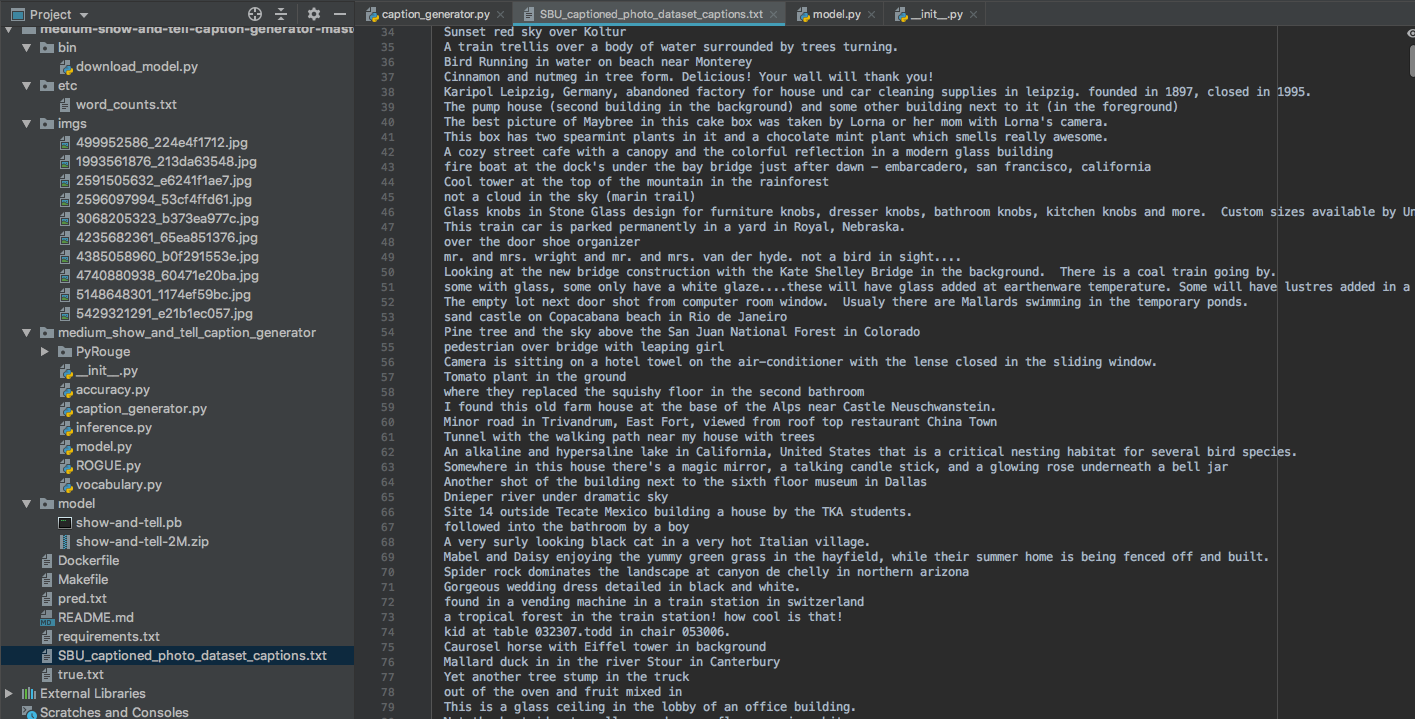 Project
medium-show-and-tell-caption-generator-mast
bin
download_model.py
etc
word_counts.txt
imgs
499952586_224e4f1712.jpg
1993561876_213da63548.jpg
2591505632_e6241f1ae7.jpg
2596097994_53cf4ffd61.jpg
3068205323_b373ea977c.jpg
4235682361_65ea851376.jpg
4385058960_b0f291553e.jpg
4740880938_60471e20ba.jpg
5148648301_1174ef59bc.jpg
5429321291_e21b1ec057.jpg
medium_show_and_tell_caption_generator
PyRouge
__init__.py
accuracy.py
caption_generator.py
inference.py
model.py
ROGUE.py
vocabulary.py
model
show-and-tell.pb
show-and-tell-2M.zip
Dockerfile
Makefile
pred.txt
README.md
requirements.txt
SBU_captioned_photo_dataset_captions.txt
true.txt
External Libraries
Scratches and Consoles
caption_generator.py SBU_captioned_photo_dataset_captions.txt model.py __init__.py
34 Sunset red sky over Koltur
35 A train trellis over a body of water surrounded by trees turning.
36 Bird Running in water on beach near Monterey
37 Cinnamon and nutmeg in tree form. Delicious! Your wall will thank you!
38 Karipol Leipzig, Germany, abandoned factory for house und car cleaning supplies in leipzig. founded in 1897, closed in 1995.
39 The pump house (second building in the background) and some other building next to it (in the foreground)
40 The best picture of Maybree in this cake box was taken by Lorna or her mom with Lorna's camera.
41 This box has two spearmint plants in it and a chocolate mint plant which smells really awesome.
42 A cozy street cafe with a canopy and the colorful reflection in a modern glass building
43 fire boat at the dock's under the bay bridge just after dawn - embarcadero, san francisco, california
44 Cool tower at the top of the mountain in the rainforest
45 not a cloud in the sky (marin trail)
46 Glass knobs in Stone Glass design for furniture knobs, dresser knobs, bathroom knobs, kitchen knobs and more.  Custom sizes available by Un
47 This train car is parked permanently in a yard in Royal, Nebraska.
48 over the door shoe organizer
49 mr. and mrs. wright and mr. and mrs. van der hyde. not a bird in sight....
50 Looking at the new bridge construction with the Kate Shelley Bridge in the background.  There is a coal train going by.
51 some with glass, some only have a white glaze....these will have glass added at earthenware temperature. Some will have lustres added in a
52 The empty lot next door shot from computer room window.  Usualy there are Mallards swimming in the temporary ponds.
53 sand castle on Copacabana beach in Rio de Janeiro
54 Pine tree and the sky above the San Juan National Forest in Colorado
55 pedestrian over bridge with leaping girl
56 Camera is sitting on a hotel towel on the air-conditioner with the lense closed in the sliding window.
57 Tomato plant in the ground
58 where they replaced the squishy floor in the second bathroom
59 I found this old farm house at the base of the Alps near Castle Neuschwanstein.
60 Minor road in Trivandrum, East Fort, viewed from roof top restaurant China Town
61 Tunnel with the walking path near my house with trees
62 An alkaline and hypersaline lake in California, United States that is a critical nesting habitat for several bird species.
63 Somewhere in this house there's a magic mirror, a talking candle stick, and a glowing rose underneath a bell jar
64 Another shot of the building next to the sixth floor museum in Dallas
65 Dnieper river under dramatic sky
66 Site 14 outside Tecate Mexico building a house by the TKA students.
67 followed into the bathroom by a boy
68 A very surly looking black cat in a very hot Italian village.
69 Mabel and Daisy enjoying the yummy green grass in the hayfield, while their summer home is being fenced off and built.
70 Spider rock dominates the landscape at canyon de chelly in northern arizona
71 Gorgeous wedding dress detailed in black and white.
72 found in a vending machine in a train station in switzerland
73 a tropical forest in the train station! how cool is that!
74 kid at table 032307.todd in chair 053006.
75 Caurosel horse with Eiffel tower in background
76 Mallard duck in in the river Stour in Canterbury
77 Yet another tree stump in the truck
78 out of the oven and fruit mixed in
79 This is a glass ceiling in the lobby of an office building.